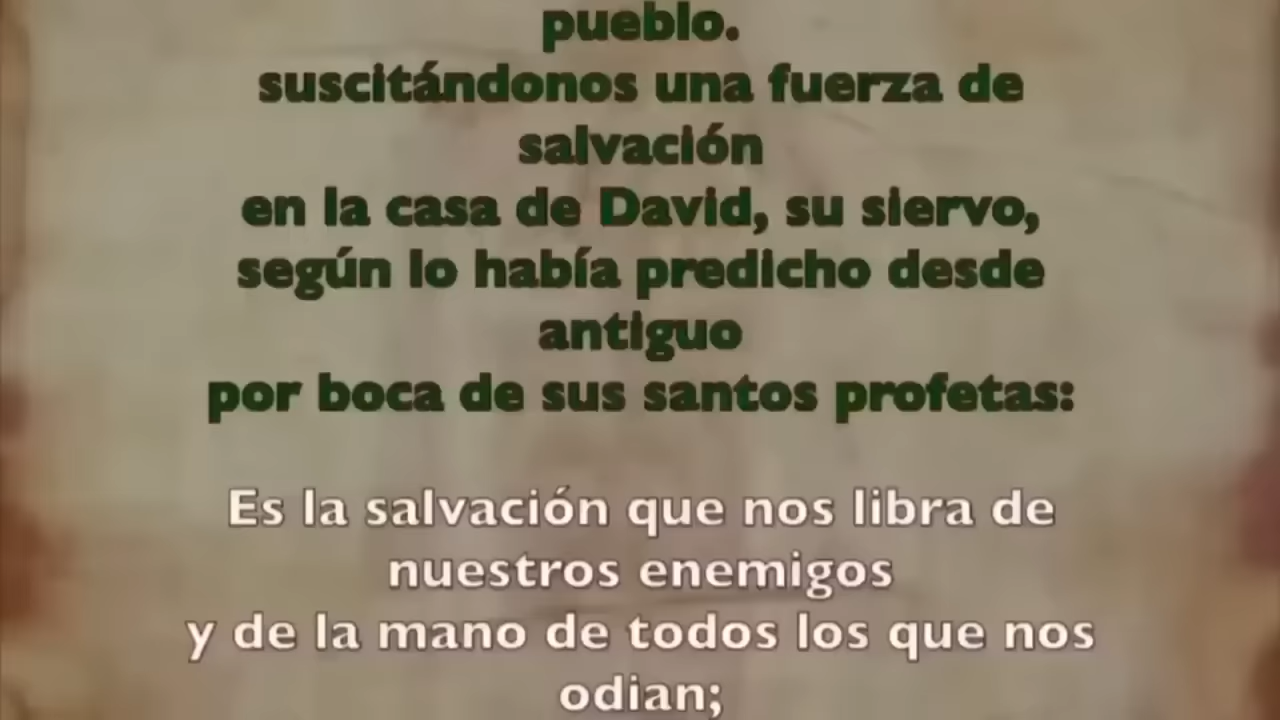 pueblo.
suscitándonos una fuerza de
salvación
en la casa de David, su siervo,
según lo había predicho desde
antiguo
por boca de sus santos profetas:
Es la salvación que nos libra de
nuestros enemigos
y de la mano de todos los que nos
odian;